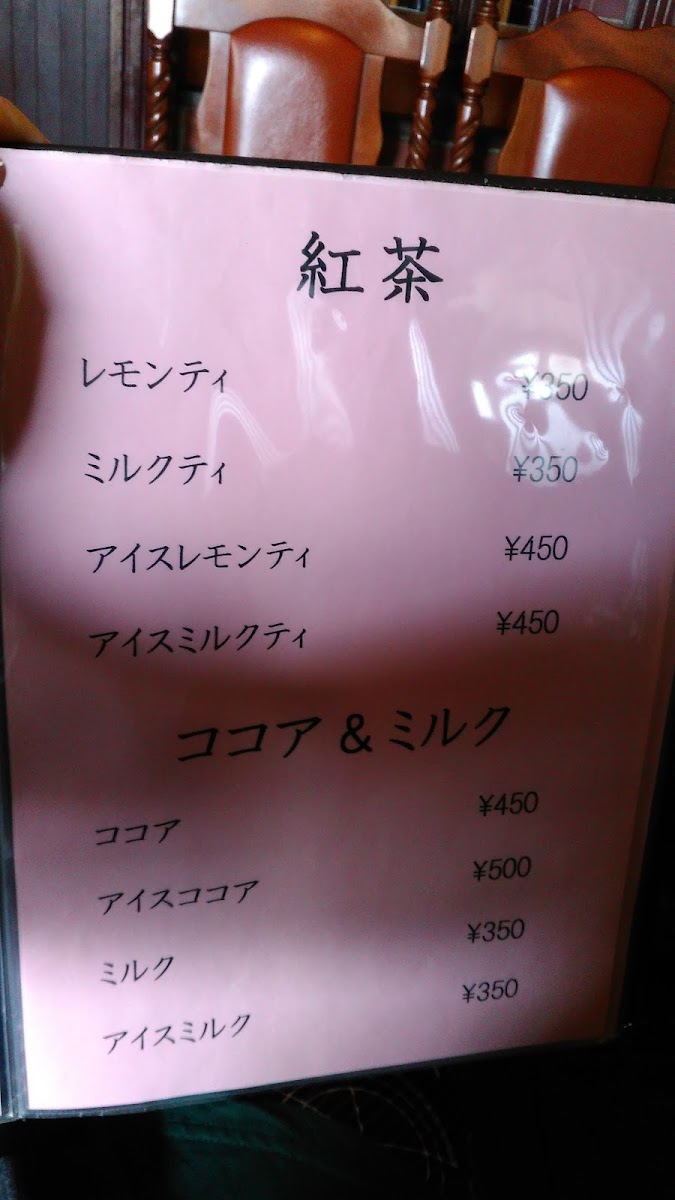 紅茶
レモンティ ¥350
ミルクティ ¥350
アイスレモンティ ¥450
アイスミルクティ ¥450
ココア & ミルク
ココア ¥450
アイスココア ¥500
ミルク ¥350
アイスミルク ¥350